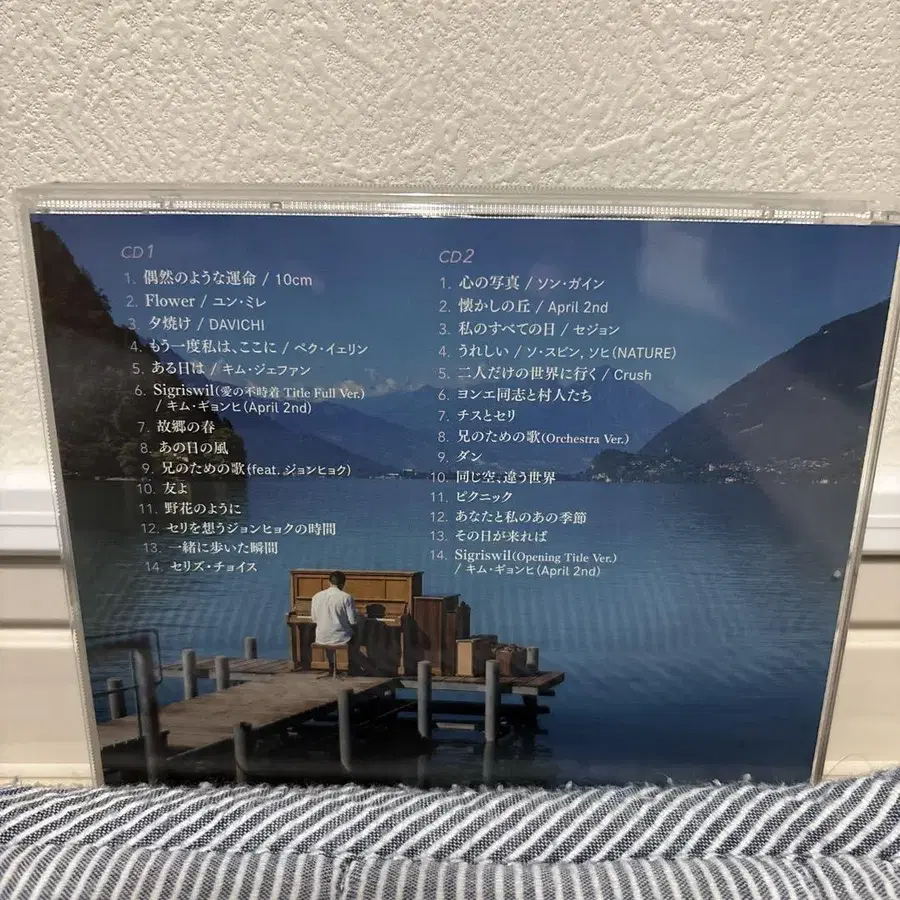 CD 1
1. 偶然のような運命 / 10cm
2. Flower / ユン・ミレ
3. 夕焼け / DAVICHI
4. もう一度私は、ここに / ペク・イェリン
5. ある日は / キム・ジェファン
6. Sigriswil(愛の不時着 Title Full Ver.)
/ キム・ギョンヒ(April 2nd)
7. 故郷の春
8. あの日の風
9. 兄のための歌(feat. ジョンヒョク)
10. 友よ
11. 野花のように
12. セリを想うジョンヒョクの時間
13. 一緒に歩いた瞬間
14. セリズ・チョイス
CD2
1. 心の写真 / ソン・ガイン
2. 懐かしの丘 / April 2nd
3. 私のすべての日 / セジョン
4. うれしい / ソ・スビン, ソヒ(NATURE)
5. 二人だけの世界に行く / Crush
6. ヨンエ同志と村人たち
7. チスとセリ
8. 兄のための歌(Orchestra Ver.)
9. ダン
10. 同じ空、違う世界
11. ピクニック
12. あなたと私のあの季節
13. その日が来れば
14. Sigriswil(Opening Title Ver.)
/ キム・ギョンヒ(April 2nd)